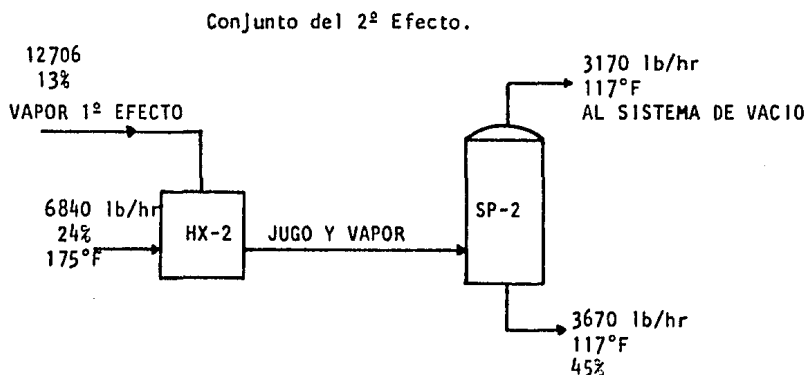 Conjunto del 2º Efecto.
12706
13%
VAPOR 1º EFECTO
6840 lb/hr
24%
175°F
HX-2
JUGO Y VAPOR
SP-2
3170 lb/hr
117°F
AL SISTEMA DE VACIO
3670 lb/hr
117°F
45%